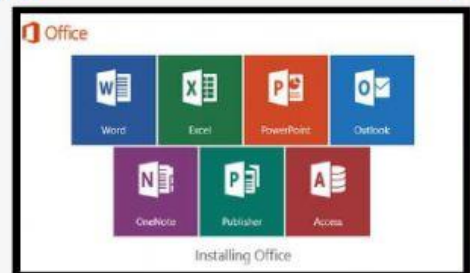 Office
Word Excel PowerPoint Outlook
OneNote Publisher Access
Installing Office